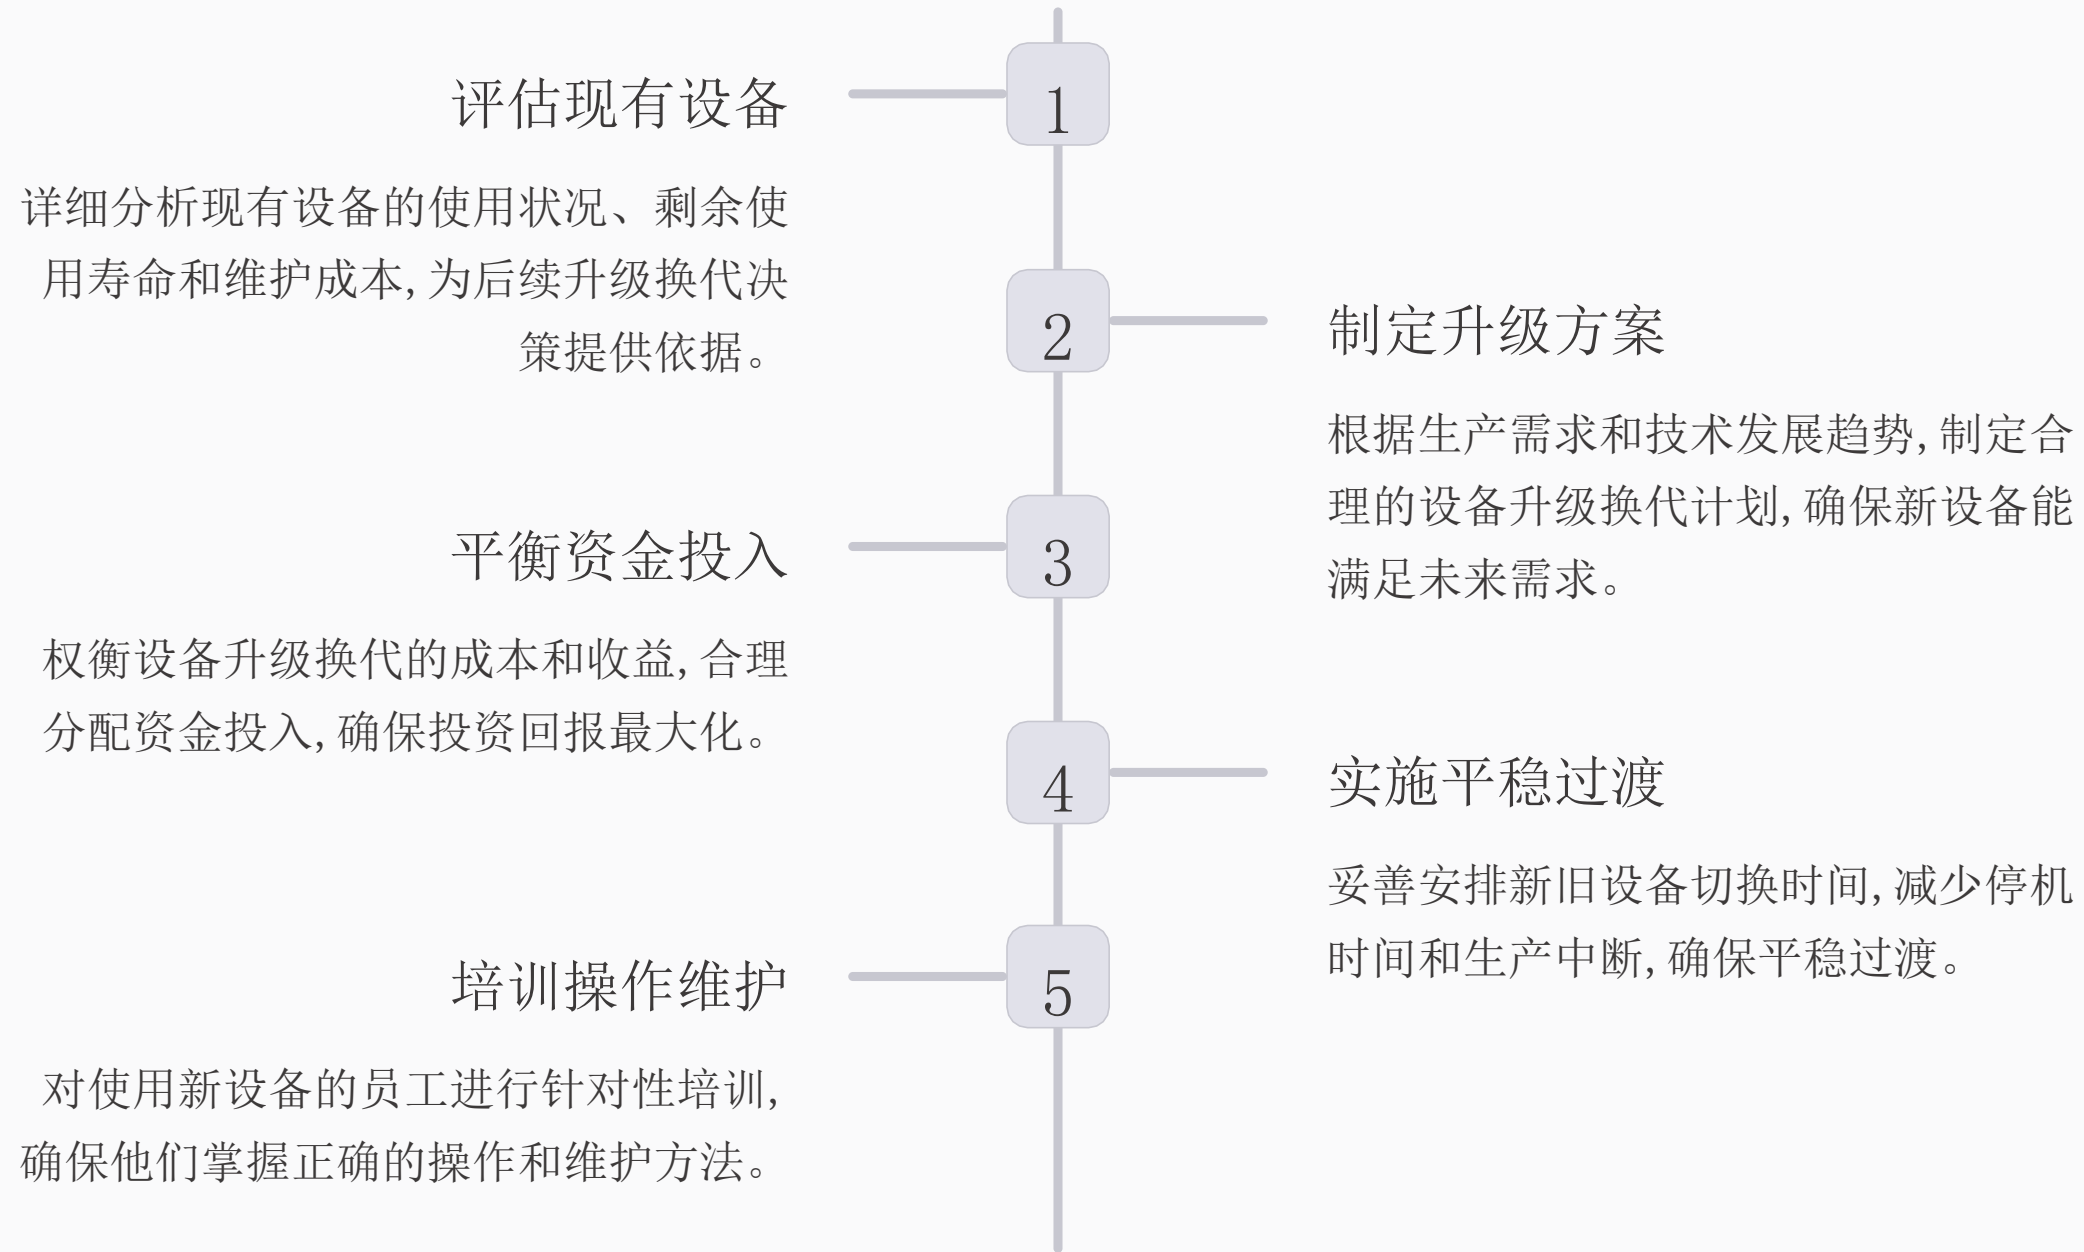 1
评估现有设备
详细分析现有设备的使用状况、剩余使
用寿命和维护成本,为后续升级换代决
策提供依据。
2
制定升级方案
根据生产需求和技术发展趋势,制定合
理的设备升级换代计划,确保新设备能
满足未来需求。
3
平衡资金投入
权衡设备升级换代的成本和收益,合理
分配资金投入,确保投资回报最大化。
4
实施平稳过渡
妥善安排新旧设备切换时间,减少停机
时间和生产中断,确保平稳过渡。
5
培训操作维护
对使用新设备的员工进行针对性培训,
确保他们掌握正确的操作和维护方法。